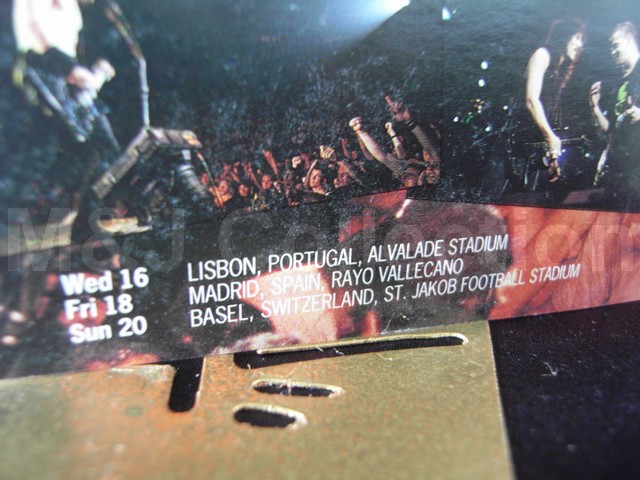 M&J Collection
Wed 16 LISBON, PORTUGAL, ALVALADE STADIUM
Fri 18 MADRID, SPAIN, RAYO VALLECANO
Sun 20 BASEL, SWITZERLAND, ST. JAKOB FOOTBALL STADIUM